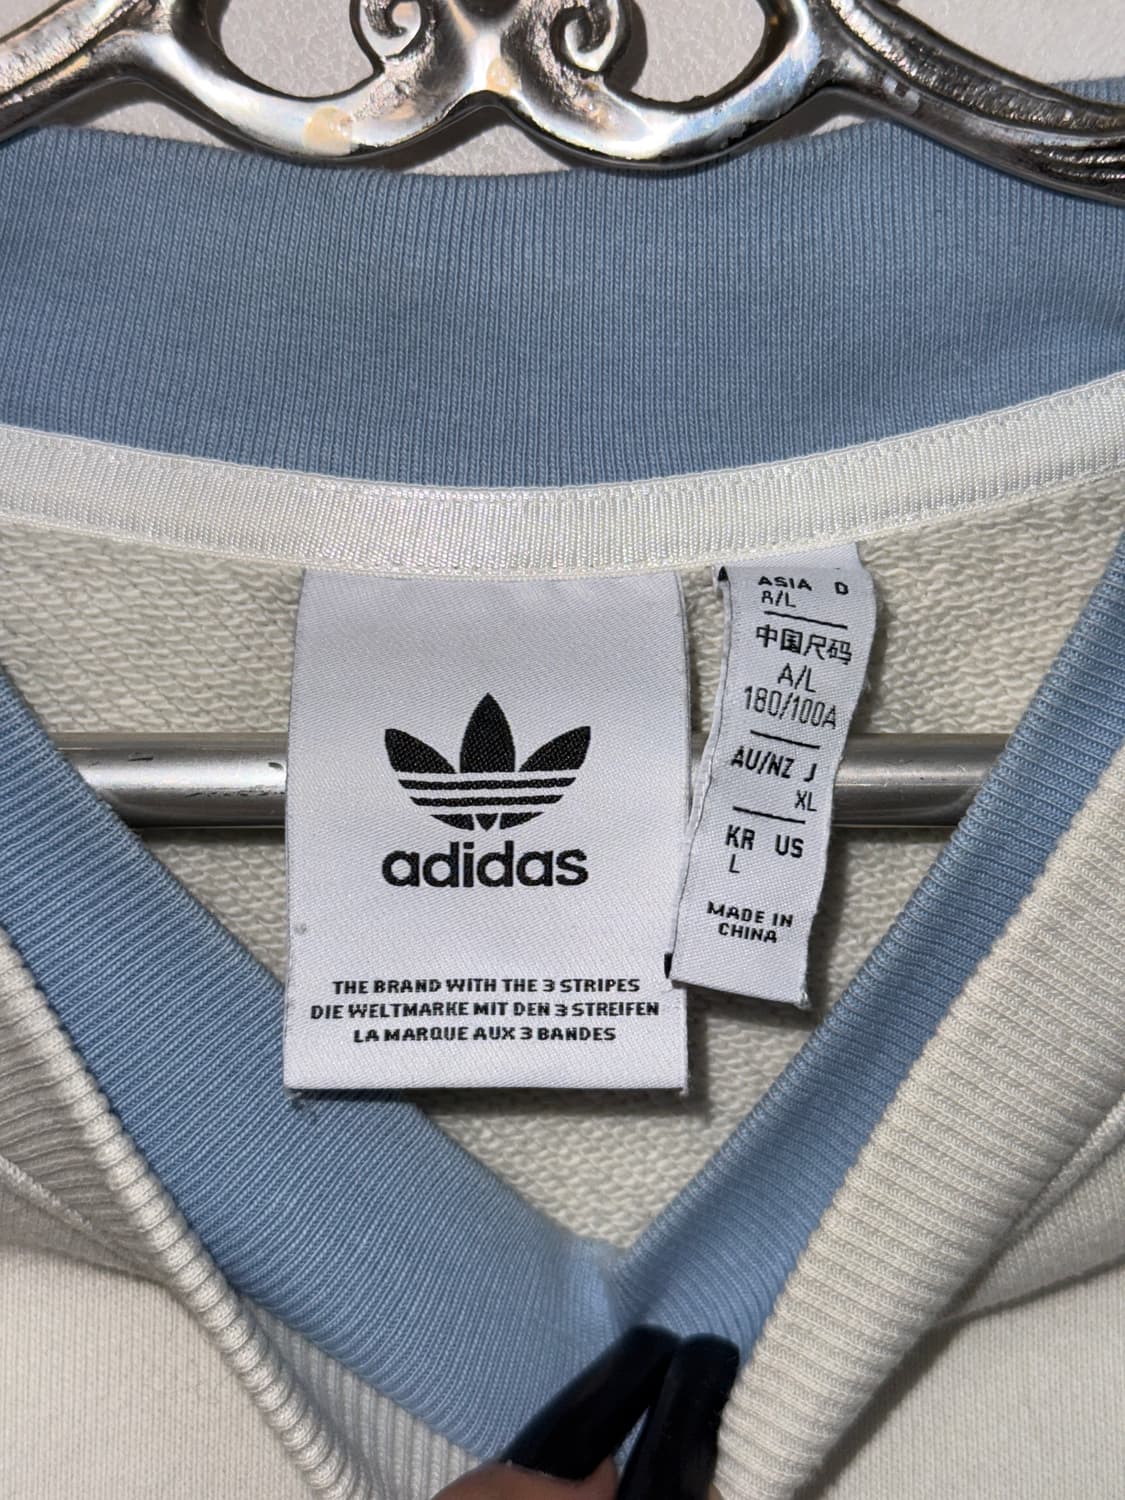 adidas
THE BRAND WITH THE 3 STRIPES
DIE WELTMARKE MIT DEN 3 STREIFEN
LA MARQUE AUX 3 BANDES
ASIA D
A/L
中国尺码
A/L
180/100A
AU/NZ J
XL
KR US
L
MADE IN
CHINA